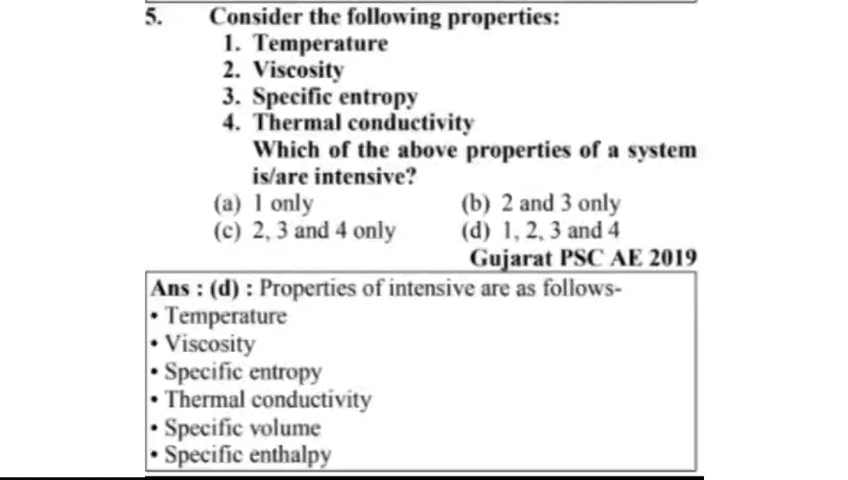 5. Consider the following properties:
1. Temperature
2. Viscosity
3. Specific entropy
4. Thermal conductivity
Which of the above properties of a system
is/are intensive?
(a) 1 only (b) 2 and 3 only
(c) 2, 3 and 4 only (d) 1, 2, 3 and 4
Gujarat PSC AE 2019
Ans : (d) : Properties of intensive are as follows-
• Temperature
• Viscosity
• Specific entropy
• Thermal conductivity
• Specific volume
• Specific enthalpy